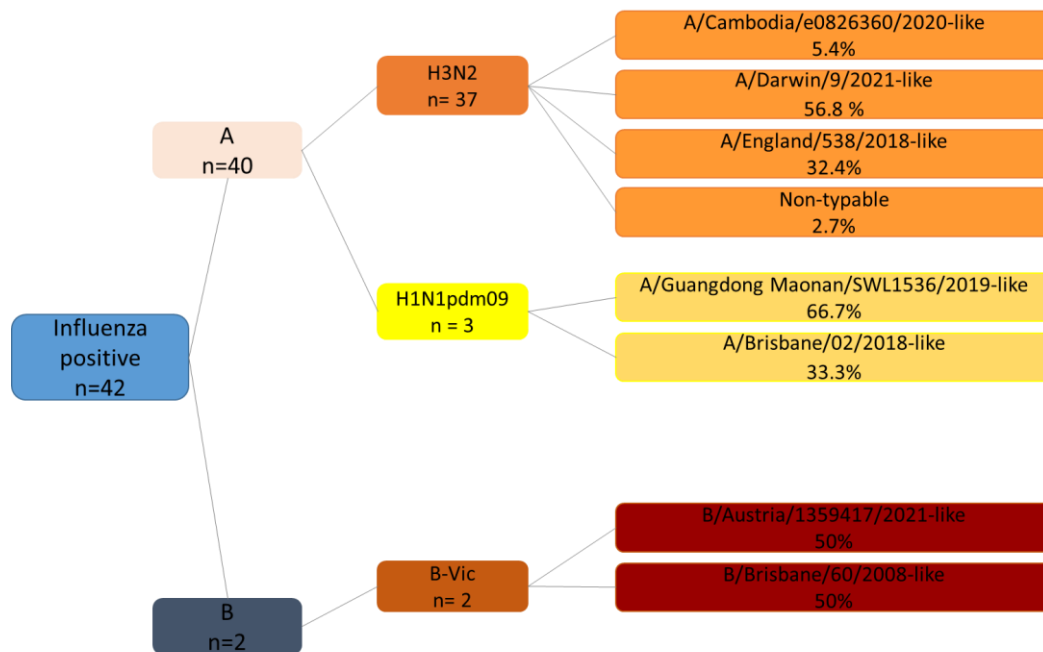 Influenza
positive
n=42
A
n=40
B
n=2
H3N2
n= 37
H1N1pdm09
n = 3
B-Vic
n= 2
A/Cambodia/e0826360/2020-like
5.4%
A/Darwin/9/2021-like
56.8 %
A/England/538/2018-like
32.4%
Non-typable
2.7%
A/Guangdong Maonan/SWL1536/2019-like
66.7%
A/Brisbane/02/2018-like
33.3%
B/Austria/1359417/2021-like
50%
B/Brisbane/60/2008-like
50%